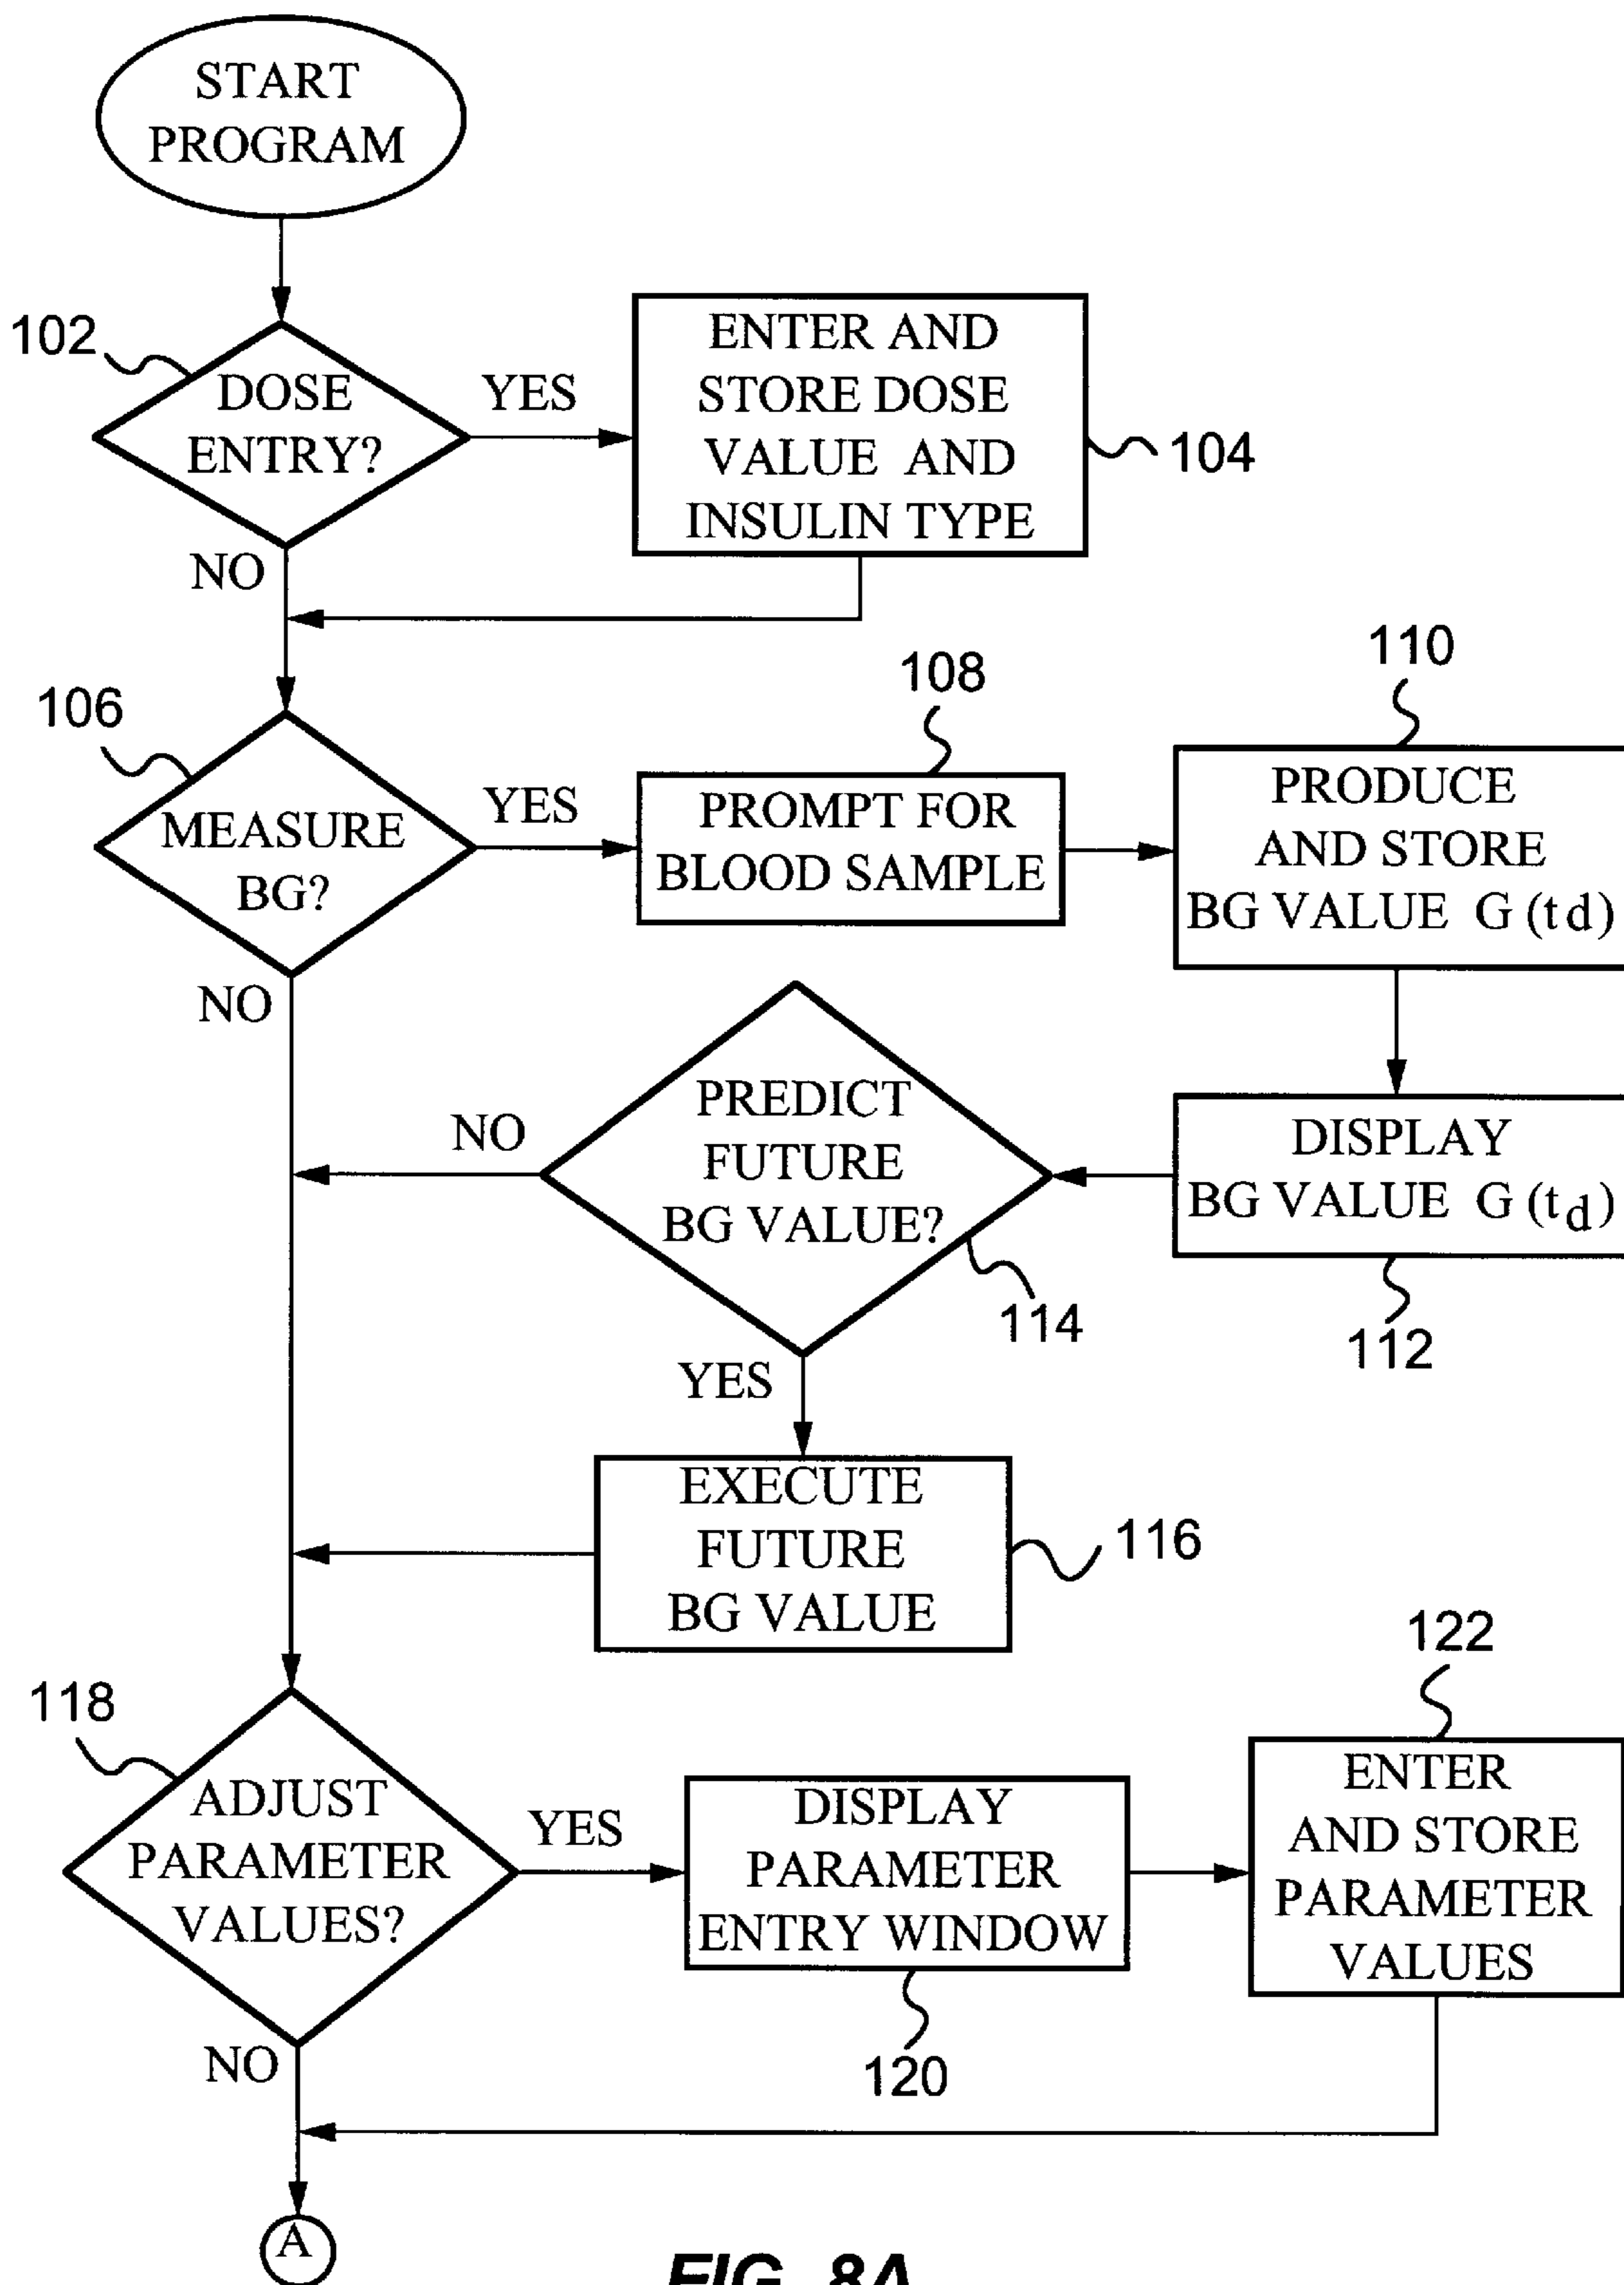 START
PROGRAM
102
DOSE
ENTRY?
YES
ENTER AND
STORE DOSE
VALUE AND
INSULIN TYPE
104
NO
106
MEASURE
BG?
YES
108
PROMPT FOR
BLOOD SAMPLE
110
PRODUCE
AND STORE
BG VALUE G (td)
NO
DISPLAY
BG VALUE G (td)
112
PREDICT
FUTURE
BG VALUE?
114
NO
YES
EXECUTE
FUTURE
BG VALUE
116
118
ADJUST
PARAMETER
VALUES?
YES
DISPLAY
PARAMETER
ENTRY WINDOW
120
122
ENTER
AND STORE
PARAMETER
VALUES
NO
A
FIG. 8A